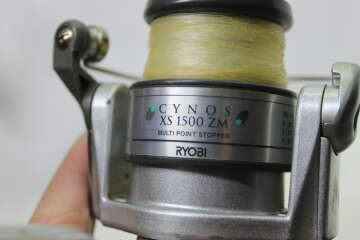 CYNOS
XS 1500 ZM
MULTI POINT STOPPER
RYOBI